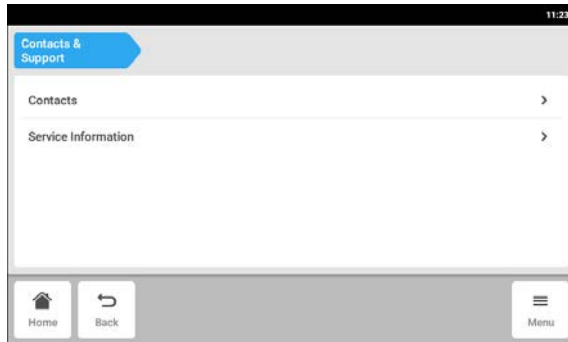 11:23
Contacts &
Support
Contacts
Service Information
Home
Back
Menu